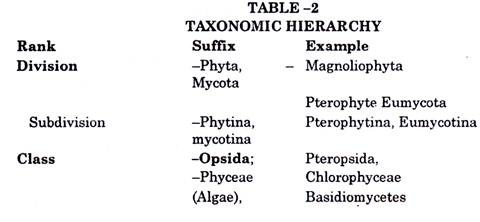 TABLE –2
TAXONOMIC HIERARCHY
Rank Suffix Example
Division –Phyta, – Magnoliophyta
Mycota
Pterophyte Eumycota
Subdivision –Phytina, Pterophytina, Eumycotina
mycotina
Class –Opsida; Pteropsida,
–Phyceae Chlorophyceae
(Algae), Basidiomycetes